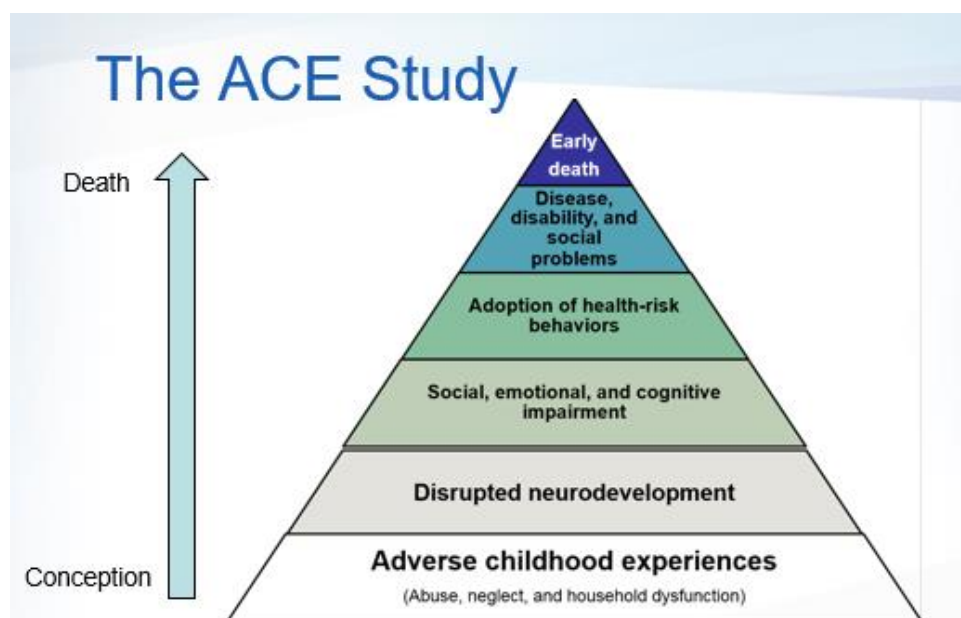 The ACE Study
Death
Early
death
Disease,
disability, and
social
problems
Adoption of health-risk
behaviors
Social, emotional, and cognitive
impairment
Disrupted neurodevelopment
Adverse childhood experiences
(Abuse, neglect, and household dysfunction)
Conception